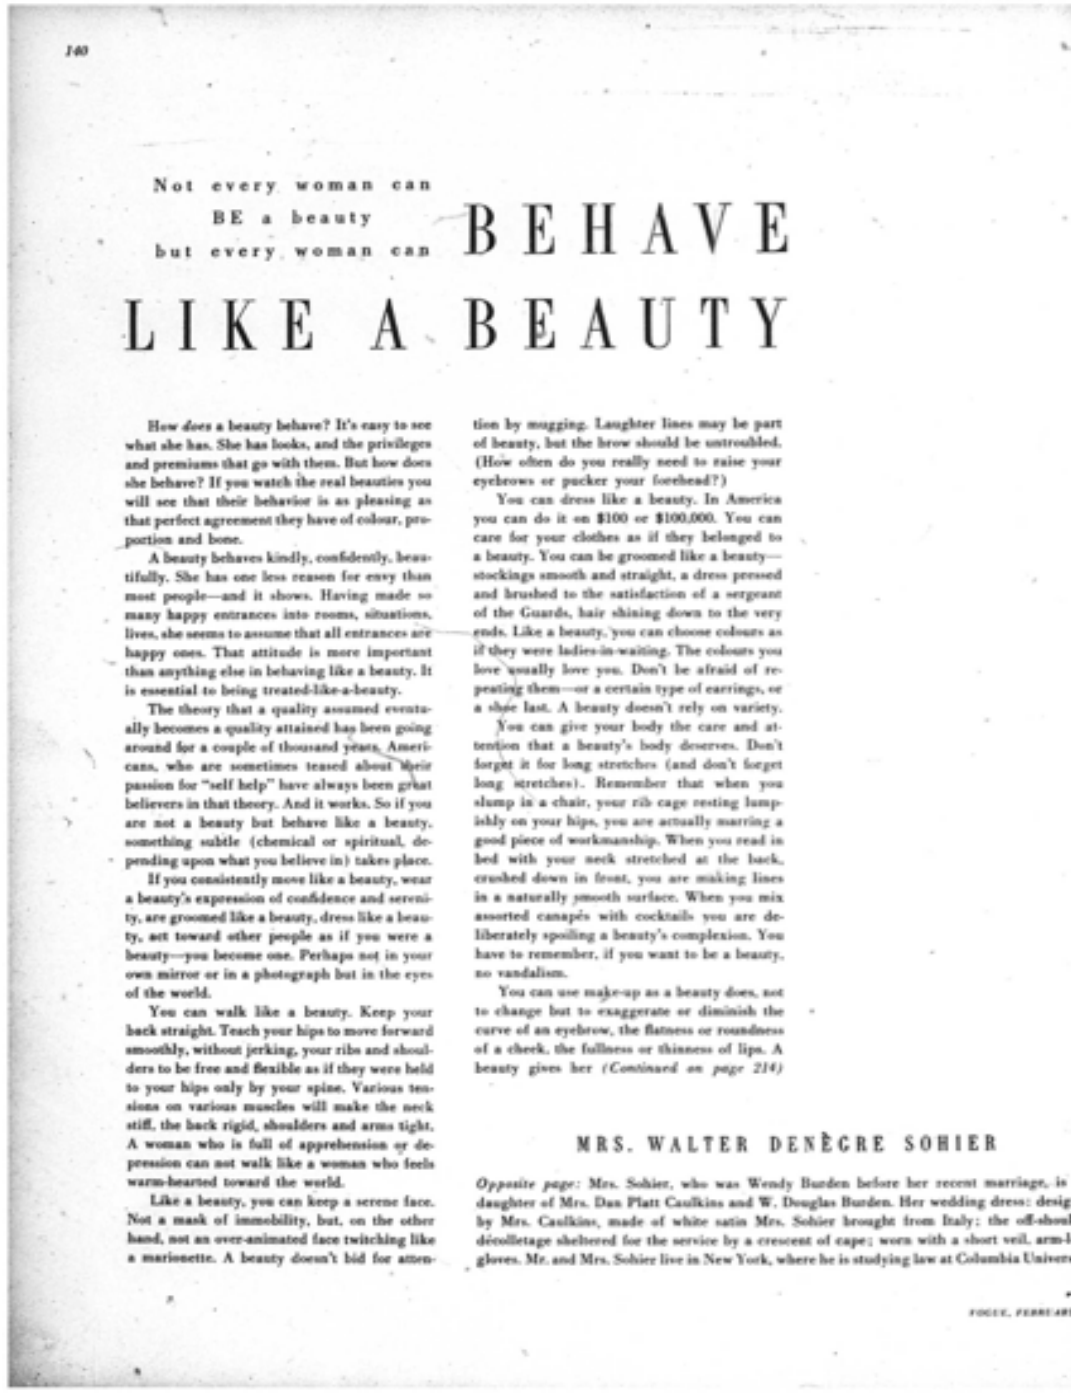 140
Not every woman can
BE a beauty
but every woman can
BEHAVE
LIKE A BEAUTY
How does a beauty behave? It's easy to see
what she has. She has looks, and the privileges
and premiums that go with them. But how does
she behave? If you watch the real beauties you
will see that their behavior is as pleasing as
that perfect agreement they have of colour, pro-
portion and bone.
A beauty behaves kindly, confidently, beau-
tifully. She has one less reason for envy than
most people—and it shows. Having made so
many happy entrances into rooms, situations,
lives, she seems to assume that all entrances are
happy ones. That attitude is more important
than anything else in behaving like a beauty. It
is essential to being treated-like-a-beauty.
The theory that a quality assumed eventu-
ally becomes a quality attained has been going
around for a couple of thousand years. Ameri-
cans, who are sometimes teased about their
passion for "self help" have always been great
believers in that theory. And it works. So if you
are not a beauty but behave like a beauty,
something subtle (chemical or spiritual, de-
pending upon what you believe in) takes place.
If you consistently move like a beauty, wear
a beauty's expression of confidence and sereni-
ty, are groomed like a beauty, dress like a beau-
ty, act toward other people as if you were a
beauty—you become one. Perhaps not in your
own mirror or in a photograph but in the eyes
of the world.
You can walk like a beauty. Keep your
back straight. Teach your hips to move forward
smoothly, without jerking, your ribs and shoul-
ders to be free and flexible as if they were held
to your hips only by your spine. Various ten-
sions on various muscles will make the neck
stiff, the back rigid, shoulders and arms tight.
A woman who is full of apprehension or de-
pression can not walk like a woman who feels
warm-hearted toward the world.
Like a beauty, you can keep a serene face.
Not a mask of immobility, but, on the other
hand, not an over-animated face twitching like
a marionette. A beauty doesn't bid for atten-
tion by mugging. Laughter lines may be part
of beauty, but the brow should be untroubled.
(How often do you really need to raise your
eyebrows or pucker your forehead?)
You can dress like a beauty. In America
you can do it on $100 or $100,000. You can
care for your clothes as if they belonged to
a beauty. You can be groomed like a beauty—
stockings smooth and straight, a dress pressed
and brushed to the satisfaction of a sergeant
of the Guards, hair shining down to the very
ends. Like a beauty, you can choose colours as
if they were ladies-in-waiting. The colours you
love usually love you. Don't be afraid of re-
peating them—or a certain type of earrings, or
a shoe last. A beauty doesn't rely on variety.
You can give your body the care and at-
tention that a beauty's body deserves. Don't
forget it for long stretches (and don't forget
long stretches). Remember that when you
slump in a chair, your rib cage resting lump-
ishly on your hips, you are actually marring a
good piece of workmanship. When you read in
bed with your neck stretched at the back,
crushed down in front, you are making lines
in a naturally smooth surface. When you mix
assorted canapés with cocktails you are de-
liberately spoiling a beauty's complexion. You
have to remember, if you want to be a beauty,
no vandalism.
You can use make-up as a beauty does, not
to change but to exaggerate or diminish the
curve of an eyebrow, the flatness or roundness
of a cheek, the fullness or thinness of lips. A
beauty gives her (Continued on page 214)
MRS. WALTER DENÈGRE SOHIER
Opposite page: Mrs. Sohier, who was Wendy Burden before her recent marriage, is
daughter of Mrs. Dan Platt Caulkins and W. Douglas Burden. Her wedding dress: desig
by Mrs. Caulkins, made of white satin Mrs. Sohier brought from Italy; the off-shoul
décolletage sheltered for the service by a crescent of cape; worn with a short veil, arm-l
gloves. Mr. and Mrs. Sohier live in New York, where he is studying law at Columbia Univers
VOGUE, FEBRUARY